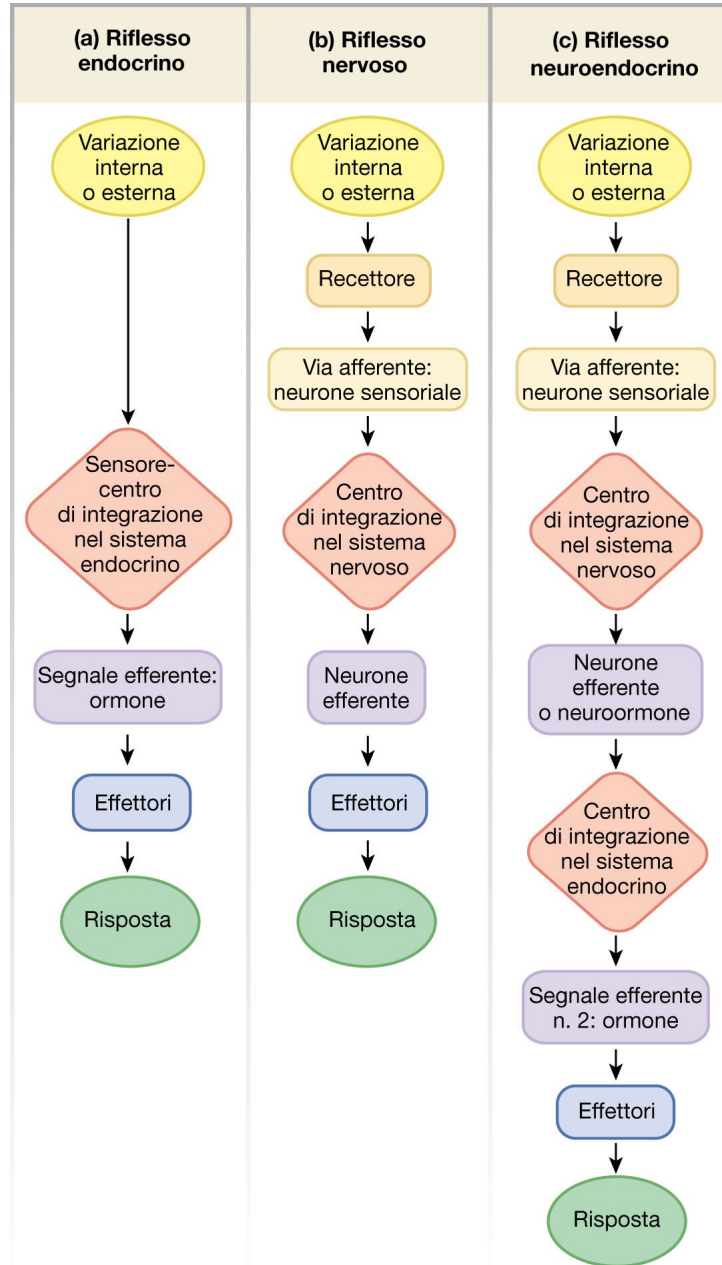 (a) Riflesso
endocrino
Variazione
interna
o esterna
Sensore-
centro
di integrazione
nel sistema
endocrino
Segnale efferente:
ormone
Effettori
Risposta
(b) Riflesso
nervoso
Variazione
interna
o esterna
Recettore
Via afferente:
neurone sensoriale
Centro
di integrazione
nel sistema
nervoso
Neurone
efferente
Effettori
Risposta
(c) Riflesso
neuroendocrino
Variazione
interna
o esterna
Recettore
Via afferente:
neurone sensoriale
Centro
di integrazione
nel sistema
nervoso
Neurone
efferente
o neuroormone
Centro
di integrazione
nel sistema
endocrino
Segnale efferente
n. 2: ormone
Effettori
Risposta